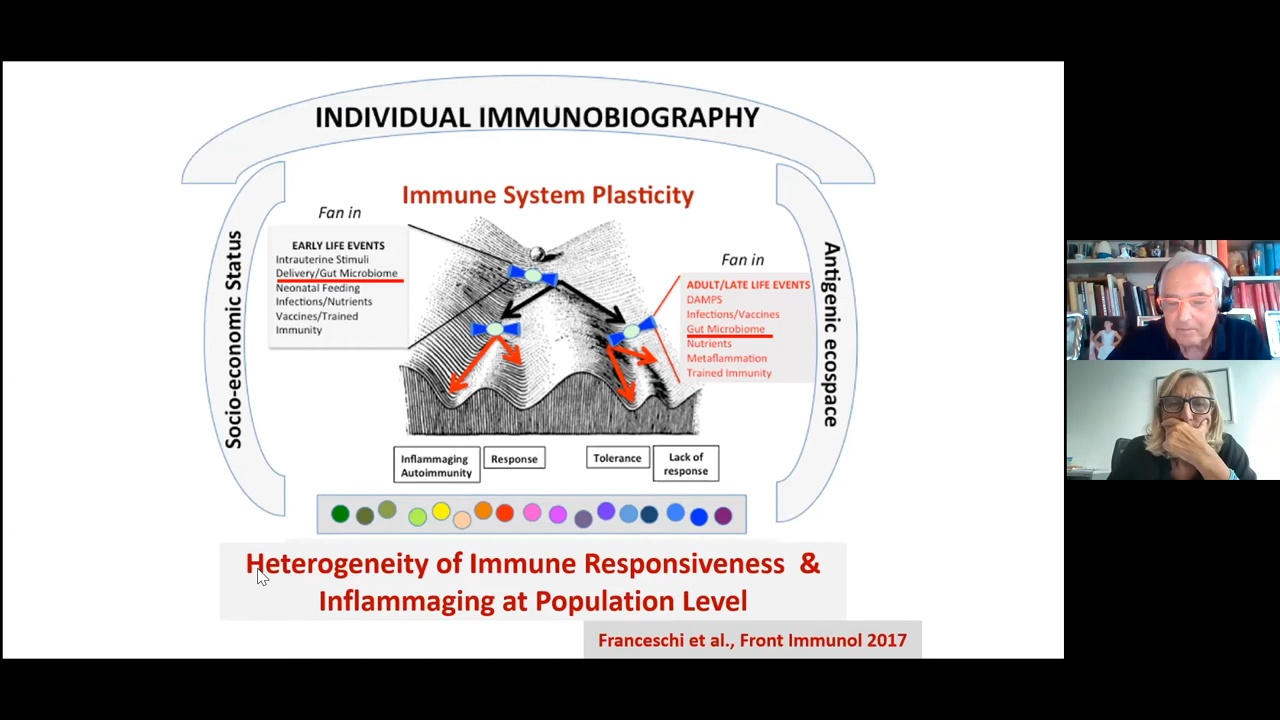 INDIVIDUAL IMMUNOBIOGRAPHY
Immune System Plasticity
Socio-economic Status
Fan in
EARLY LIFE EVENTS
Intrauterine Stimuli
Delivery/Gut Microbiome
Neonatal Feeding
Infections/Nutrients
Vaccines/Trained
Immunity
Fan in
ADULT/LATE LIFE EVENTS
DAMPS
Infections/Vaccines
Gut Microbiome
Nutrients
Metaflammation
Trained Immunity
Antigenic ecospace
Inflammaging
Autoimmunity
Response
Tolerance
Lack of
response
Heterogeneity of Immune Responsiveness &
Inflammaging at Population Level
Franceschi et al., Front Immunol 2017